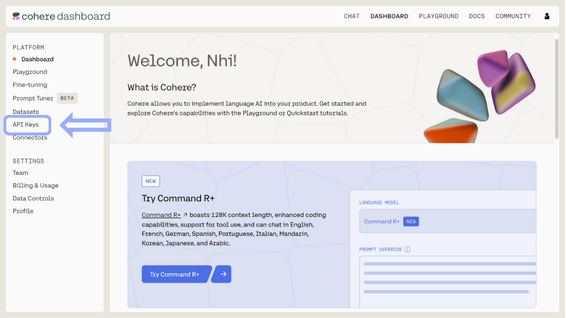 cohere dashboard
CHAT DASHBOARD PLAYGROUND DOCS COMMUNITY
PLATFORM
Dashboard
Playground
Fine-tuning
Prompt Tuner BETA
Datasets
API Keys
Connectors
SETTINGS
Team
Billing & Usage
Data Controls
Profile
Welcome, Nhi!
What is Cohere?
Cohere allows you to implement language AI into your product. Get started and
explore Cohere's capabilities with the Playground or Quickstart tutorials.
NEW
Try Command R+
Command R+ ↗ boasts 128K context length, enhanced coding
capabilities, support for tool use, and can chat in English,
French, German, Spanish, Portuguese, Italian, Mandarin,
Korean, Japanese, and Arabic.
Try Command R+ →
LANGUAGE MODEL
Command R+ NEW
PROMPT OVERRIDE